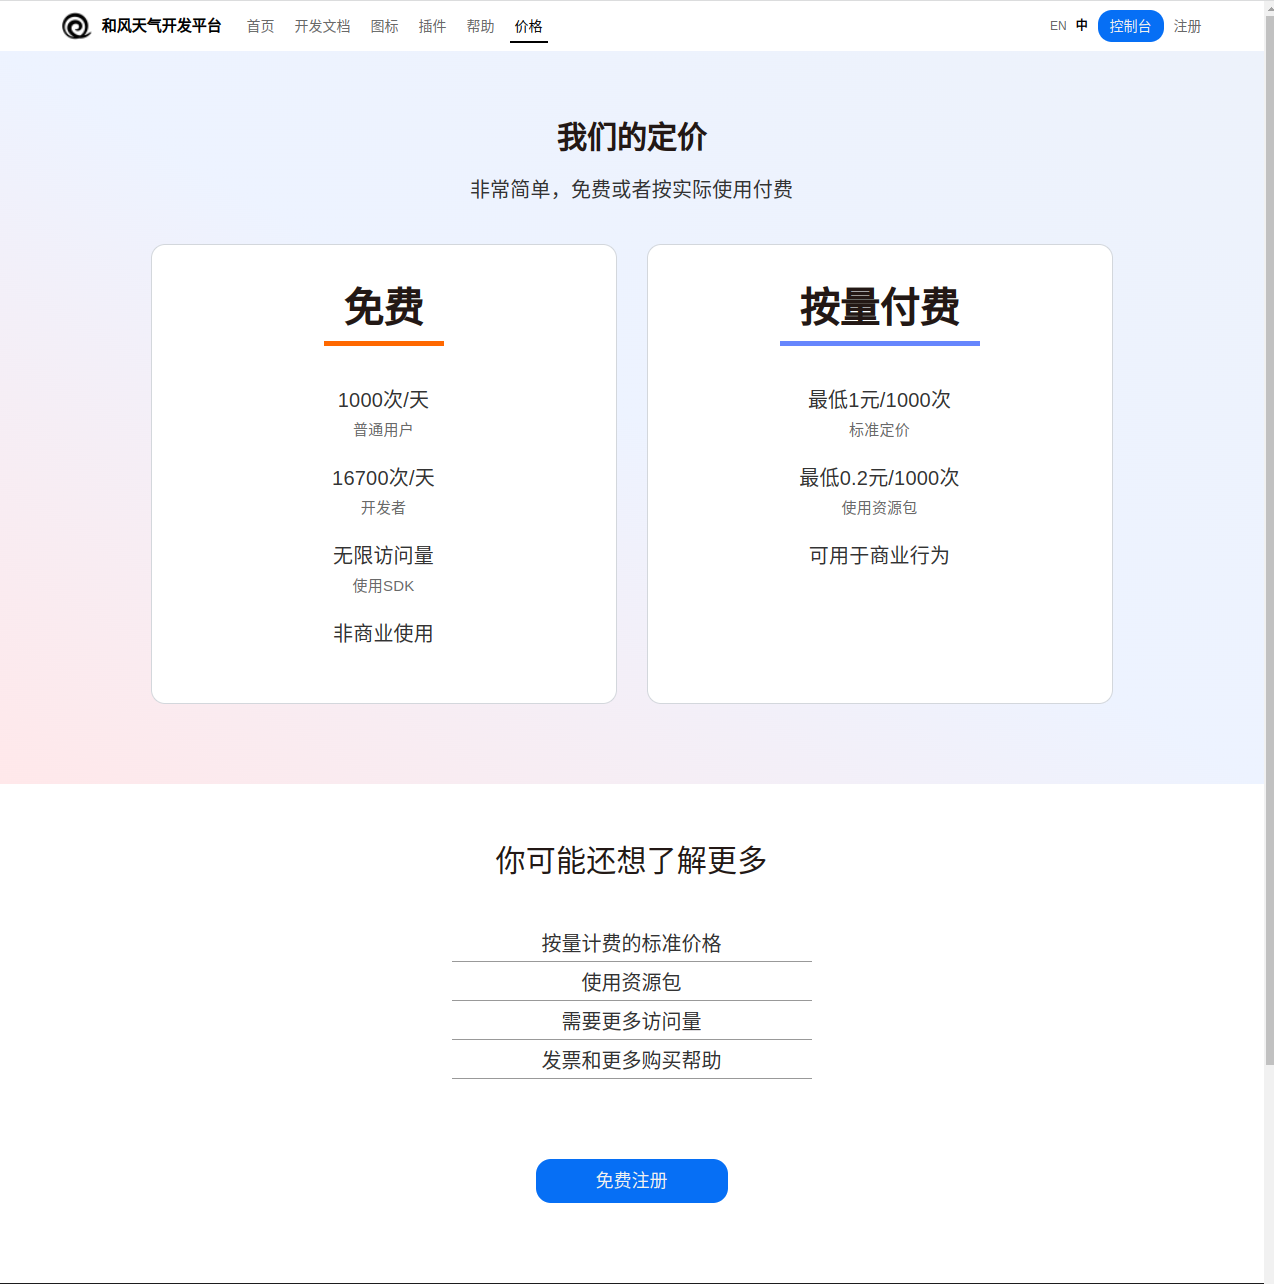 和风天气开发平台 首页 开发文档 图标 插件 帮助 价格 EN 中 控制台 注册
我们的定价
非常简单，免费或者按实际使用付费
免费
1000次/天
普通用户
16700次/天
开发者
无限访问量
使用SDK
非商业使用
按量付费
最低1元/1000次
标准定价
最低0.2元/1000次
使用资源包
可用于商业行为
你可能还想了解更多
按量计费的标准价格
使用资源包
需要更多访问量
发票和更多购买帮助
免费注册